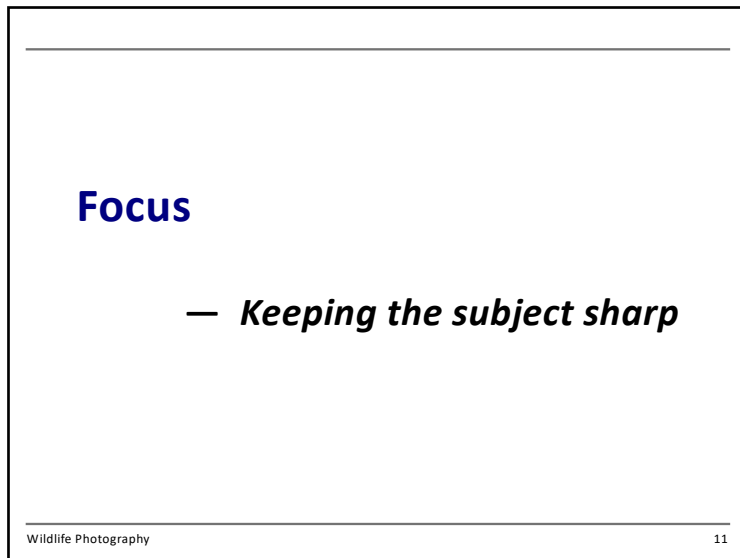 Focus
— Keeping the subject sharp
Wildlife Photography 11